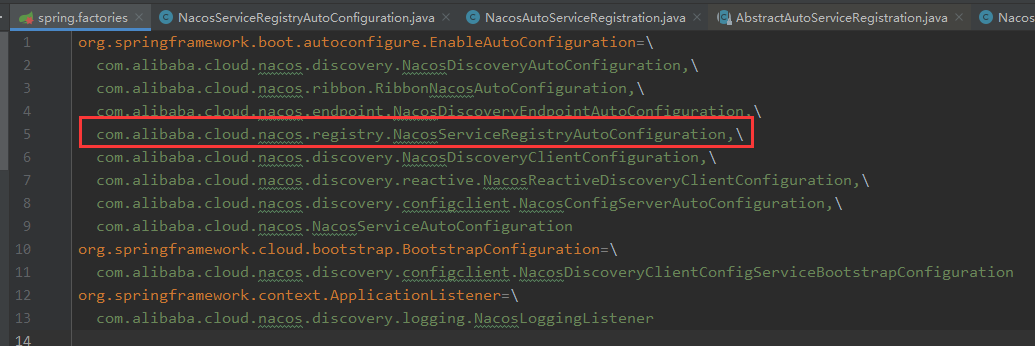 spring.factories × NacosServiceRegistryAutoConfiguration.java × NacosAutoServiceRegistration.java × AbstractAutoServiceRegistration.java × Nacos
1 org.springframework.boot.autoconfigure.EnableAutoConfiguration=\
2 com.alibaba.cloud.nacos.discovery.NacosDiscoveryAutoConfiguration,\
3 com.alibaba.cloud.nacos.ribbon.RibbonNacosAutoConfiguration,\
4 com.alibaba.cloud.nacos.endpoint.NacosDiscoveryEndpointAutoConfiguration,\
5 com.alibaba.cloud.nacos.registry.NacosServiceRegistryAutoConfiguration,\
6 com.alibaba.cloud.nacos.discovery.NacosDiscoveryClientConfiguration,\
7 com.alibaba.cloud.nacos.discovery.reactive.NacosReactiveDiscoveryClientConfiguration,\
8 com.alibaba.cloud.nacos.discovery.configclient.NacosConfigServerAutoConfiguration,\
9 com.alibaba.cloud.nacos.NacosServiceAutoConfiguration
10 org.springframework.cloud.bootstrap.BootstrapConfiguration=\
11 com.alibaba.cloud.nacos.discovery.configclient.NacosDiscoveryClientConfigServiceBootstrapConfiguration
12 org.springframework.context.ApplicationListener=\
13 com.alibaba.cloud.nacos.discovery.logging.NacosLoggingListener
14